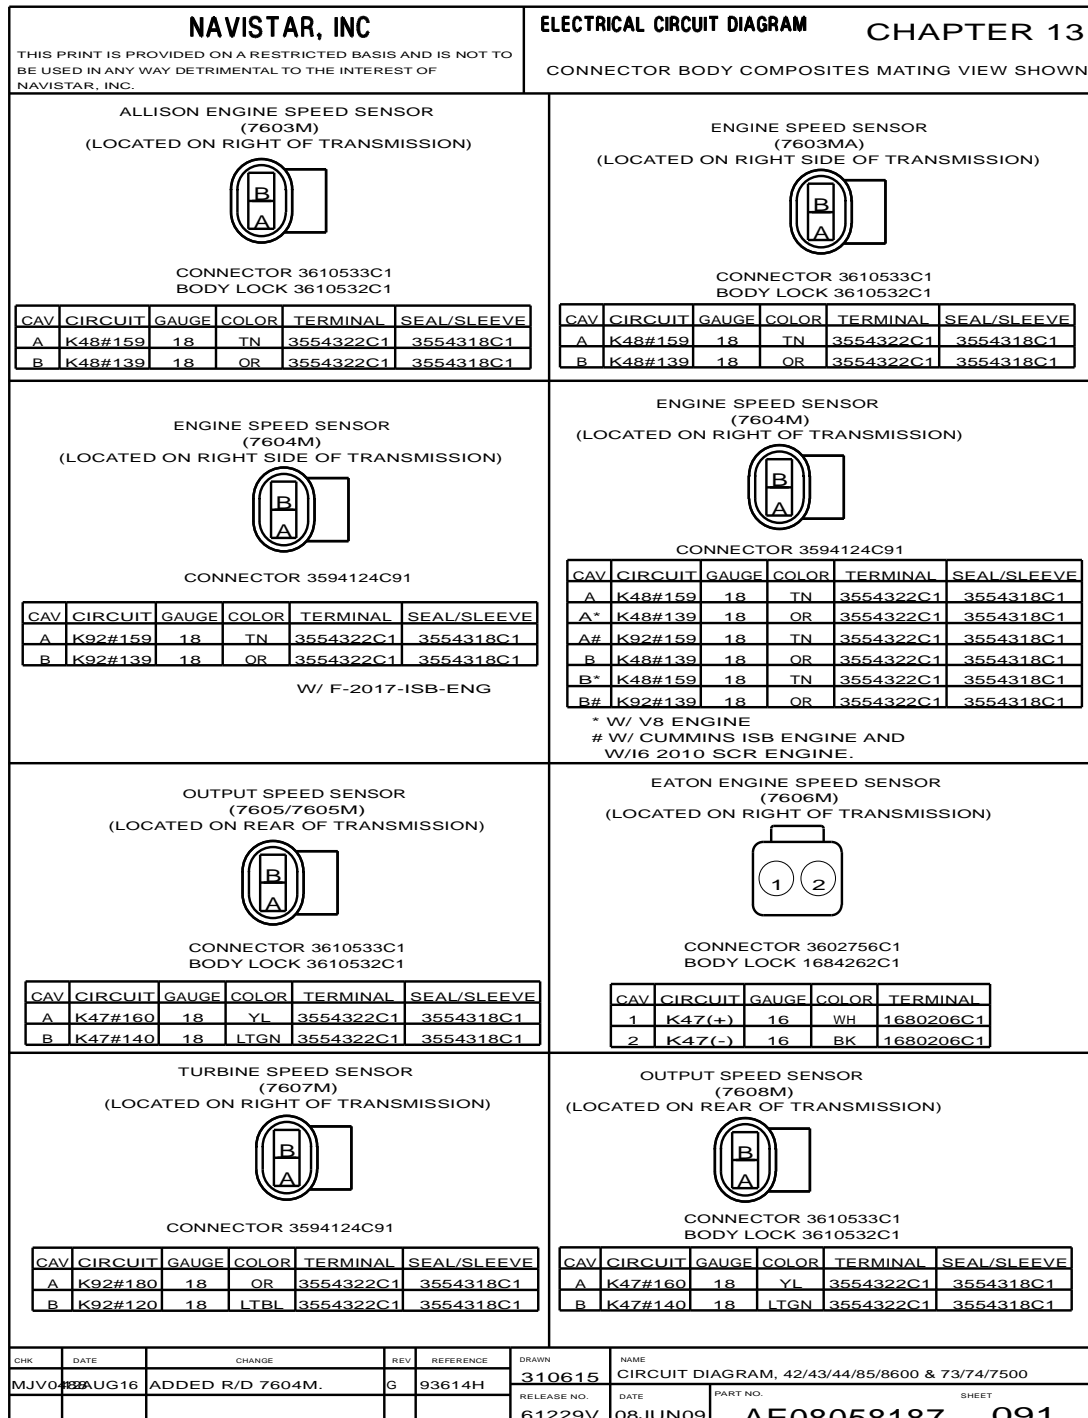 NAVISTAR, INC
THIS PRINT IS PROVIDED ON A RESTRICTED BASIS AND IS NOT TO
BE USED IN ANY WAY DETRIMENTAL TO THE INTEREST OF
NAVISTAR, INC.
ELECTRICAL CIRCUIT DIAGRAM CHAPTER 13
CONNECTOR BODY COMPOSITES MATING VIEW SHOWN
ALLISON ENGINE SPEED SENSOR
(7603M)
(LOCATED ON RIGHT OF TRANSMISSION)
B
A
CONNECTOR 3610533C1
BODY LOCK 3610532C1
CAV CIRCUIT GAUGE COLOR TERMINAL SEAL/SLEEVE
A K48#159 18 TN 3554322C1 3554318C1
B K48#139 18 OR 3554322C1 3554318C1
ENGINE SPEED SENSOR
(7603MA)
(LOCATED ON RIGHT SIDE OF TRANSMISSION)
B
A
CONNECTOR 3610533C1
BODY LOCK 3610532C1
CAV CIRCUIT GAUGE COLOR TERMINAL SEAL/SLEEVE
A K48#159 18 TN 3554322C1 3554318C1
B K48#139 18 OR 3554322C1 3554318C1
ENGINE SPEED SENSOR
(7604M)
(LOCATED ON RIGHT SIDE OF TRANSMISSION)
B
A
CONNECTOR 3594124C91
CAV CIRCUIT GAUGE COLOR TERMINAL SEAL/SLEEVE
A K92#159 18 TN 3554322C1 3554318C1
B K92#139 18 OR 3554322C1 3554318C1
W/ F-2017-ISB-ENG
ENGINE SPEED SENSOR
(7604M)
(LOCATED ON RIGHT OF TRANSMISSION)
B
A
CONNECTOR 3594124C91
CAV CIRCUIT GAUGE COLOR TERMINAL SEAL/SLEEVE
A K48#159 18 TN 3554322C1 3554318C1
A* K48#139 18 OR 3554322C1 3554318C1
A# K92#159 18 TN 3554322C1 3554318C1
B K48#139 18 OR 3554322C1 3554318C1
B* K48#159 18 TN 3554322C1 3554318C1
B# K92#139 18 OR 3554322C1 3554318C1
* W/ V8 ENGINE
# W/ CUMMINS ISB ENGINE AND
W/I6 2010 SCR ENGINE.
OUTPUT SPEED SENSOR
(7605/7605M)
(LOCATED ON REAR OF TRANSMISSION)
B
A
CONNECTOR 3610533C1
BODY LOCK 3610532C1
CAV CIRCUIT GAUGE COLOR TERMINAL SEAL/SLEEVE
A K47#160 18 YL 3554322C1 3554318C1
B K47#140 18 LTGN 3554322C1 3554318C1
EATON ENGINE SPEED SENSOR
(7606M)
(LOCATED ON RIGHT OF TRANSMISSION)
1 2
CONNECTOR 3602756C1
BODY LOCK 1684262C1
CAV CIRCUIT GAUGE COLOR TERMINAL
1 K47(+) 16 WH 1680206C1
2 K47(-) 16 BK 1680206C1
TURBINE SPEED SENSOR
(7607M)
(LOCATED ON RIGHT OF TRANSMISSION)
B
A
CONNECTOR 3594124C91
CAV CIRCUIT GAUGE COLOR TERMINAL SEAL/SLEEVE
A K92#180 18 OR 3554322C1 3554318C1
B K92#120 18 LTBL 3554322C1 3554318C1
OUTPUT SPEED SENSOR
(7608M)
(LOCATED ON REAR OF TRANSMISSION)
B
A
CONNECTOR 3610533C1
BODY LOCK 3610532C1
CAV CIRCUIT GAUGE COLOR TERMINAL SEAL/SLEEVE
A K47#160 18 YL 3554322C1 3554318C1
B K47#140 18 LTGN 3554322C1 3554318C1
CHK DATE CHANGE REV REFERENCE
ADDED R/D 7604M. G 93614H
DRAWN NAME
310615 CIRCUIT DIAGRAM, 42/43/44/85/8600 & 73/74/7500
RELEASE NO. DATE PART NO. SHEET
61229V 08JUN09 AE08058187 091